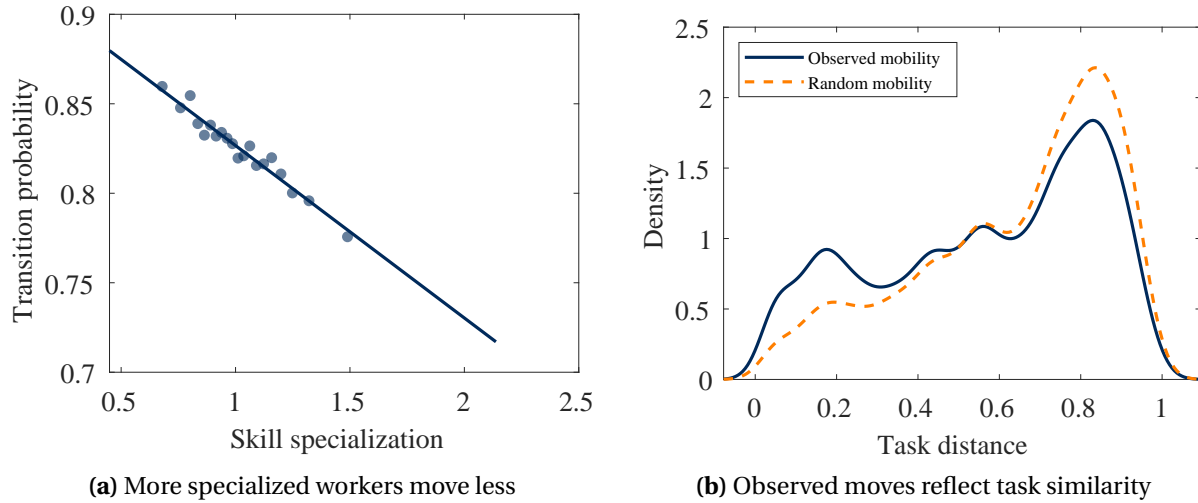 0.9
0.85
0.8
0.75
0.7
Transition probability
0.5
1
1.5
2
2.5
Skill specialization
(a) More specialized workers move less
2.5
2
1.5
1
0.5
0
Density
Observed mobility
Random mobility
0
0.2
0.4
0.6
0.8
1
Task distance
(b) Observed moves reflect task similarity